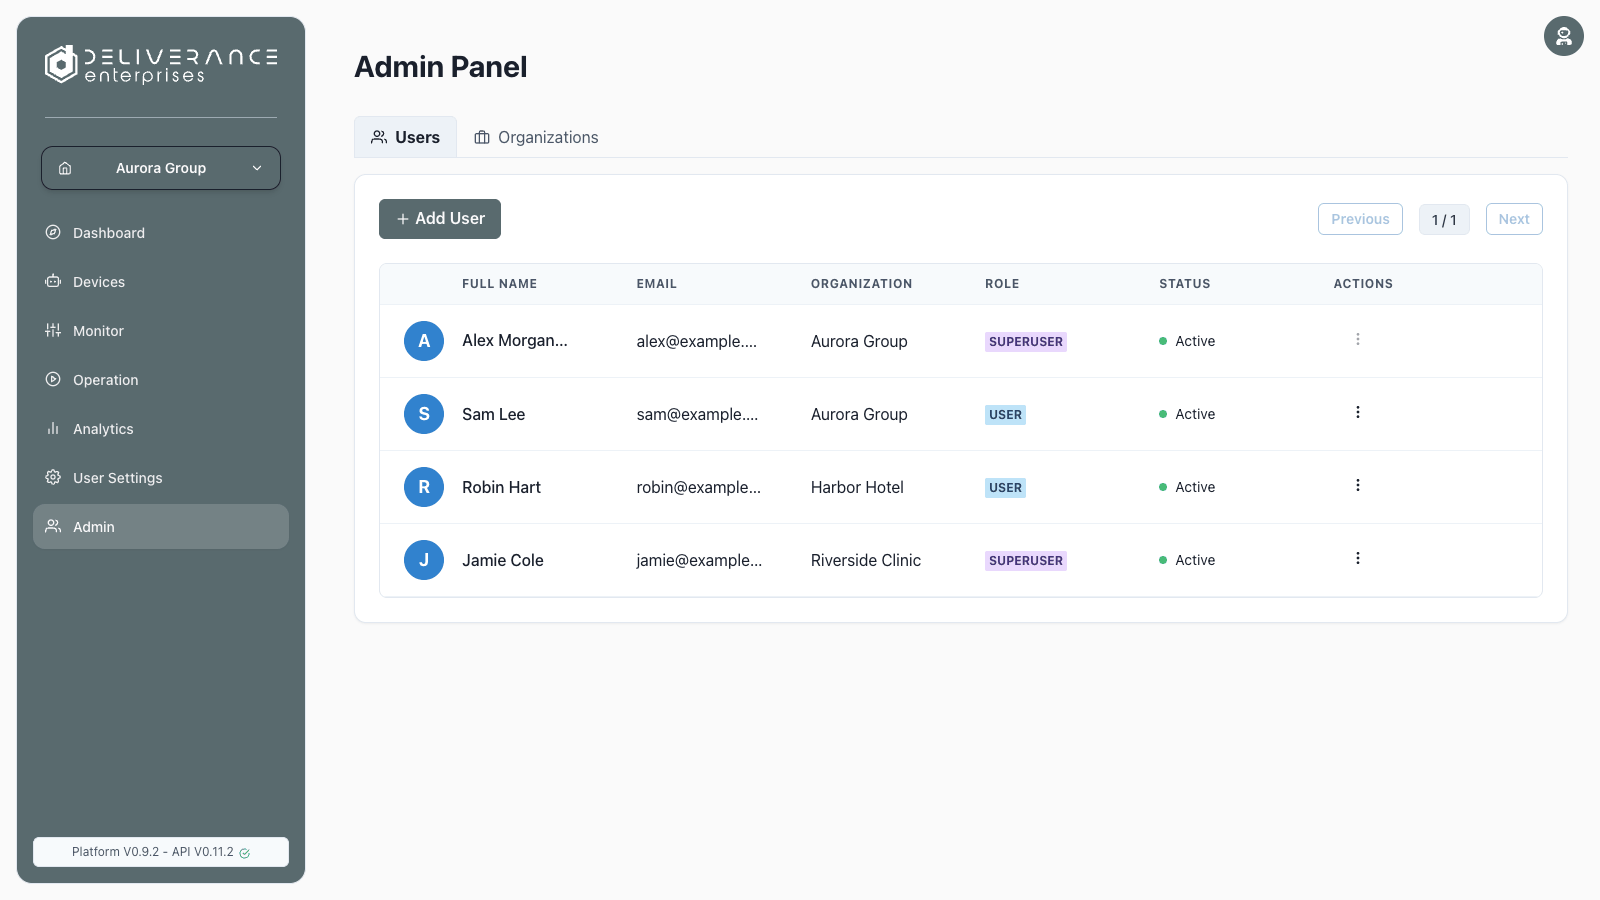 DELIVERANCE
enterprises
Aurora Group
Dashboard
Devices
Monitor
Operation
Analytics
User Settings
Admin
Platform V0.9.2 - API V0.11.2
Admin Panel
Users
Organizations
+ Add User
Previous
1 / 1
Next
FULL NAME EMAIL ORGANIZATION ROLE STATUS ACTIONS
A Alex Morgan... alex@example.... Aurora Group SUPERUSER Active
S Sam Lee sam@example.... Aurora Group USER Active
R Robin Hart robin@example... Harbor Hotel USER Active
J Jamie Cole jamie@example... Riverside Clinic SUPERUSER Active